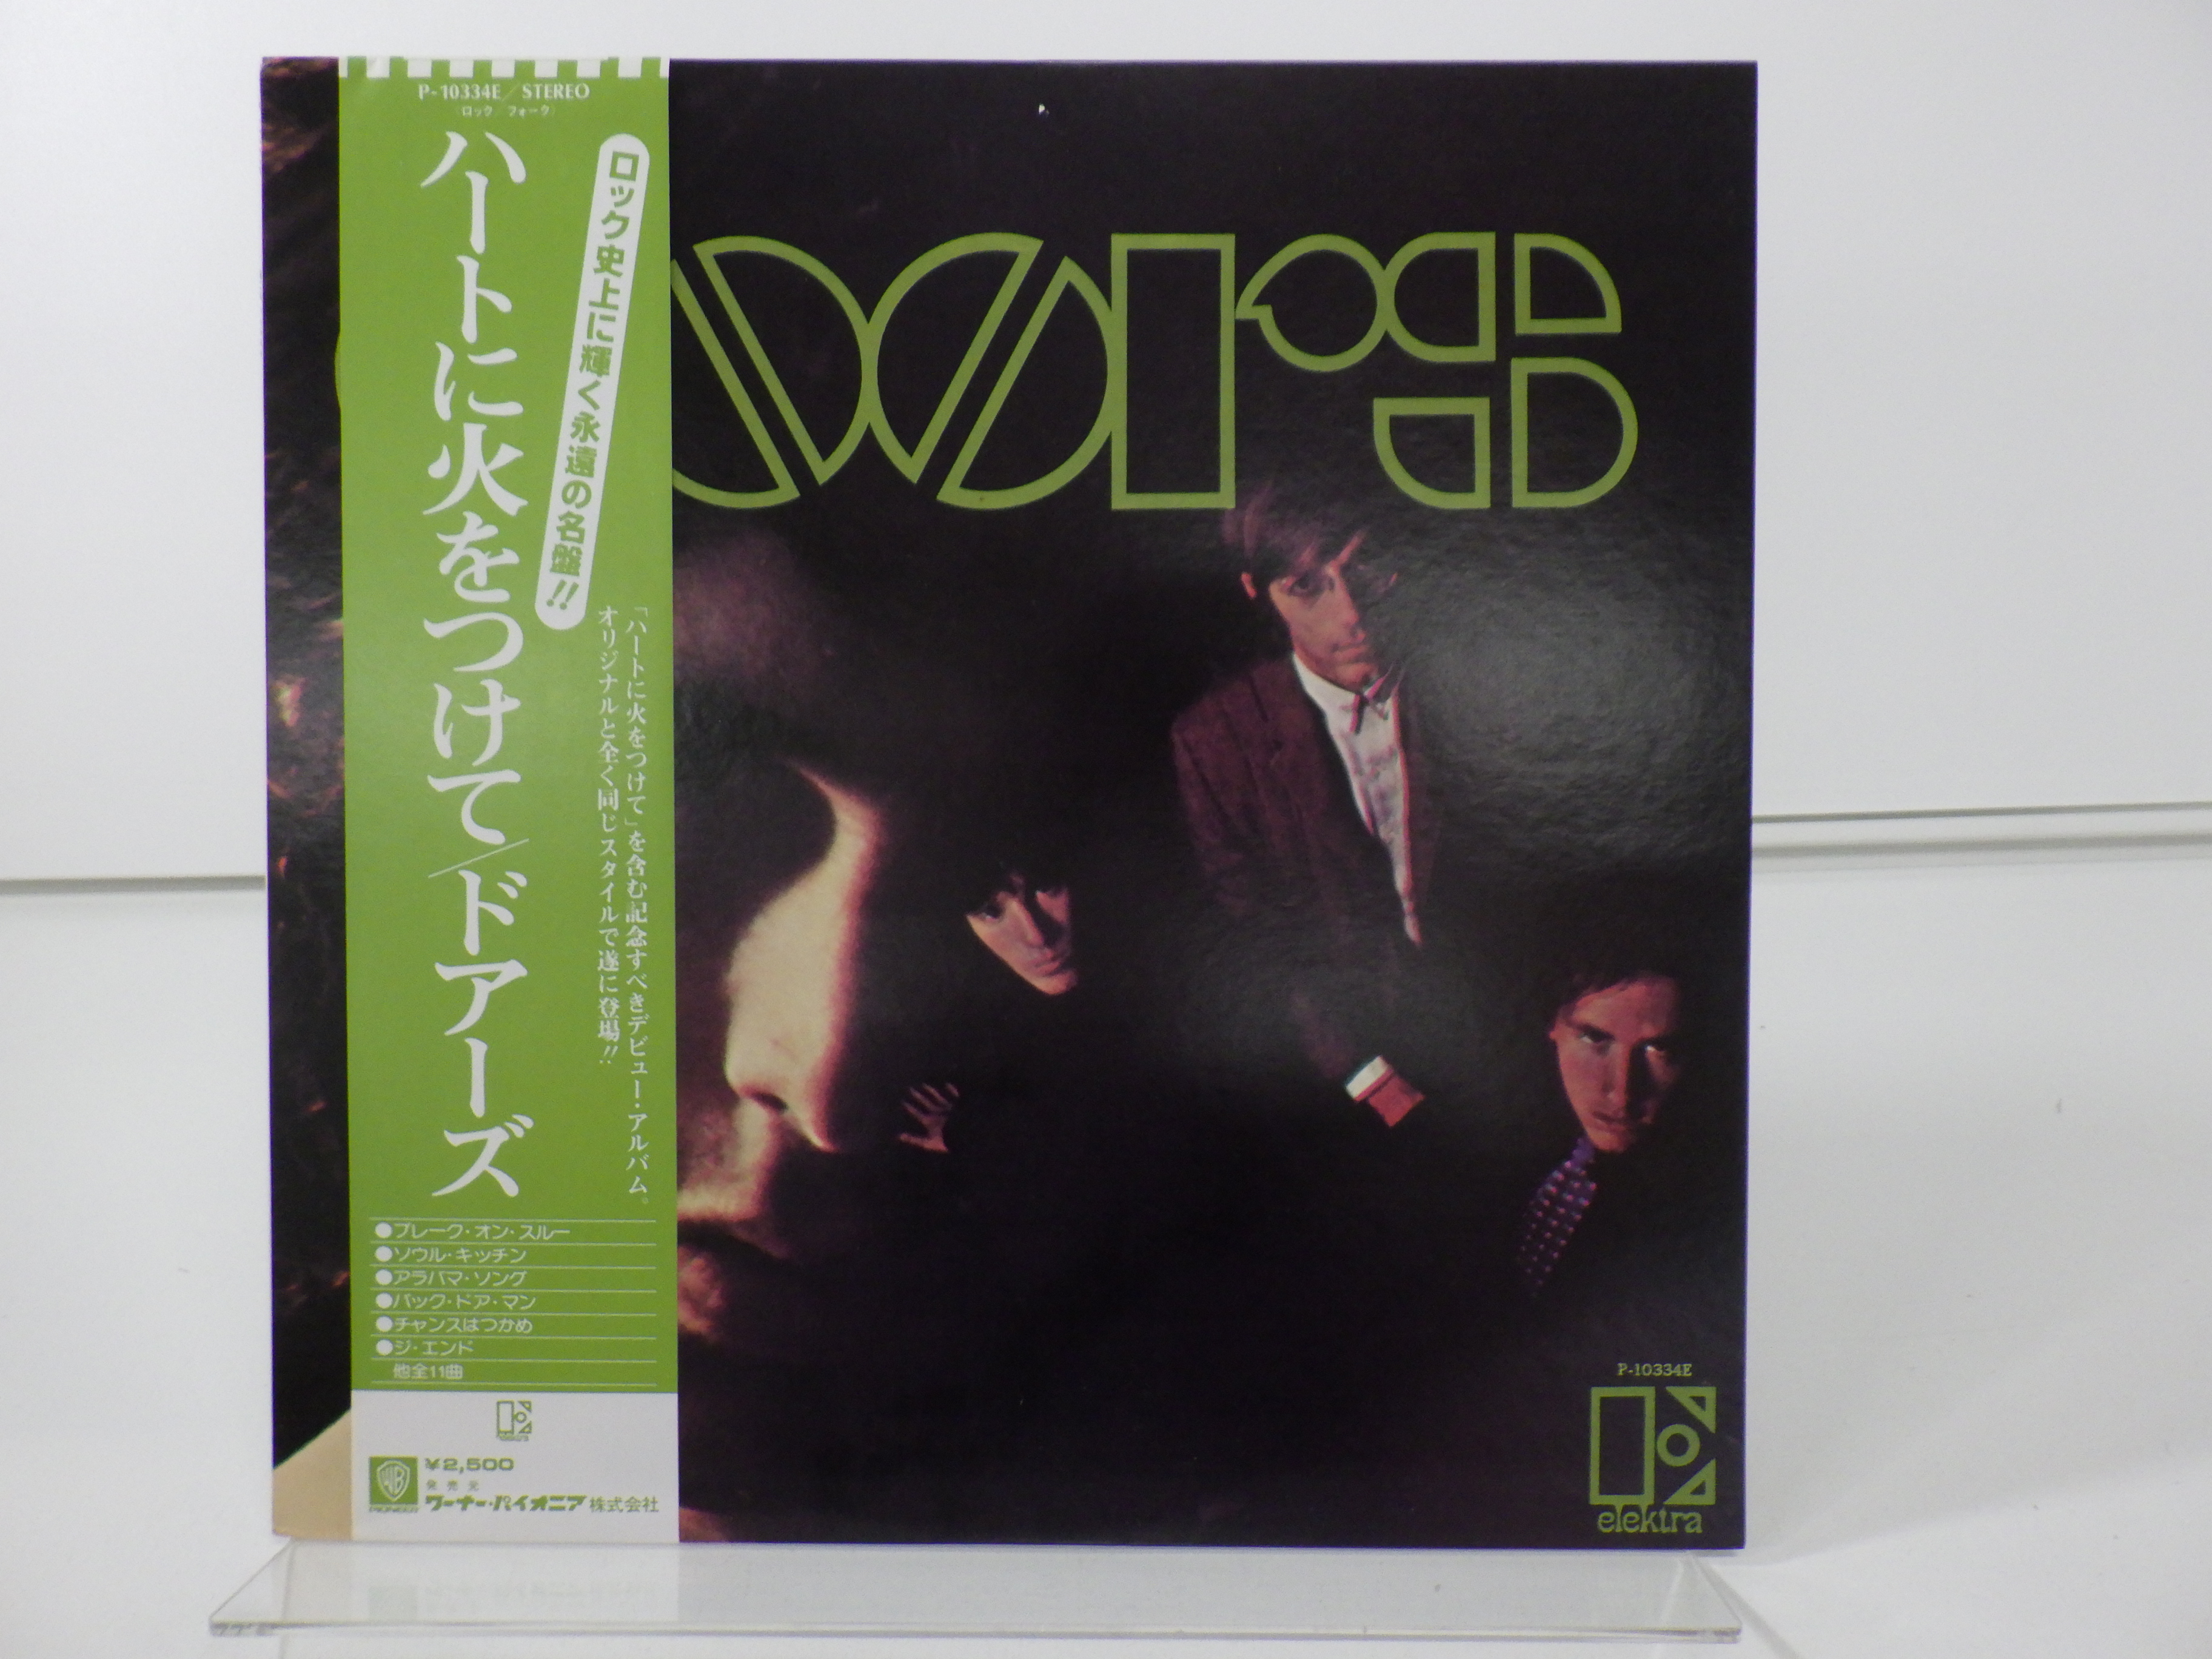 P-10334E／STEREO
(ロック／フォーク)
ロック史上に輝く永遠の名盤!!
ハートに火をつけて／ドアーズ
「ハートに火をつけて」を含む記念すべきデビュー・アルバム。
オリジナルと全く同じスタイルで遂に登場!!
●ブレーク・オン・スルー
●ソウル・キッチン
●アラバマ・ソング
●バック・ドア・マン
●チャンスはつかめ
●ジ・エンド
他全11曲
elektra
¥2,500
発売元
WB
PIONEER
ワーナー・パイオニア株式会社
OORS
P-10334E
elektra